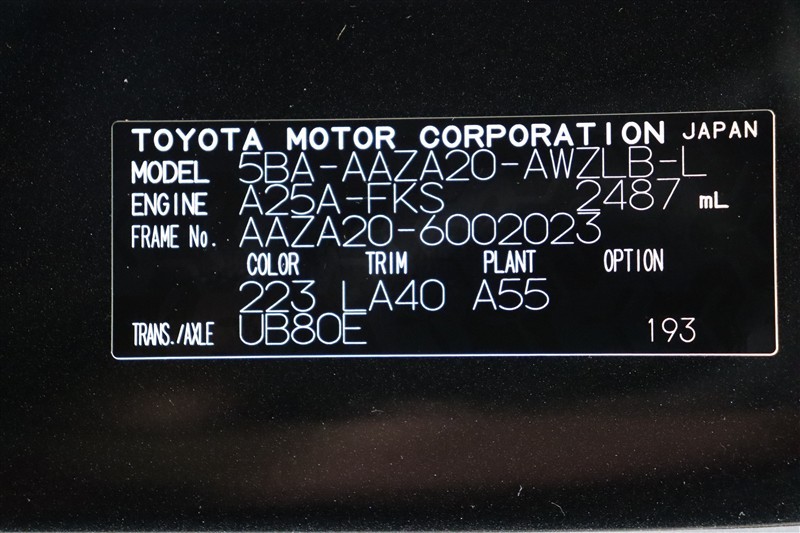 TOYOTA MOTOR CORPORATION JAPAN
MODEL 5BA-AAZA20-AWZLB-L
ENGINE A25A-FKS 2487 mL
FRAME No. AAZA20-6002023
COLOR TRIM PLANT OPTION
223 LA40 A55
TRANS./AXLE UB80E 193